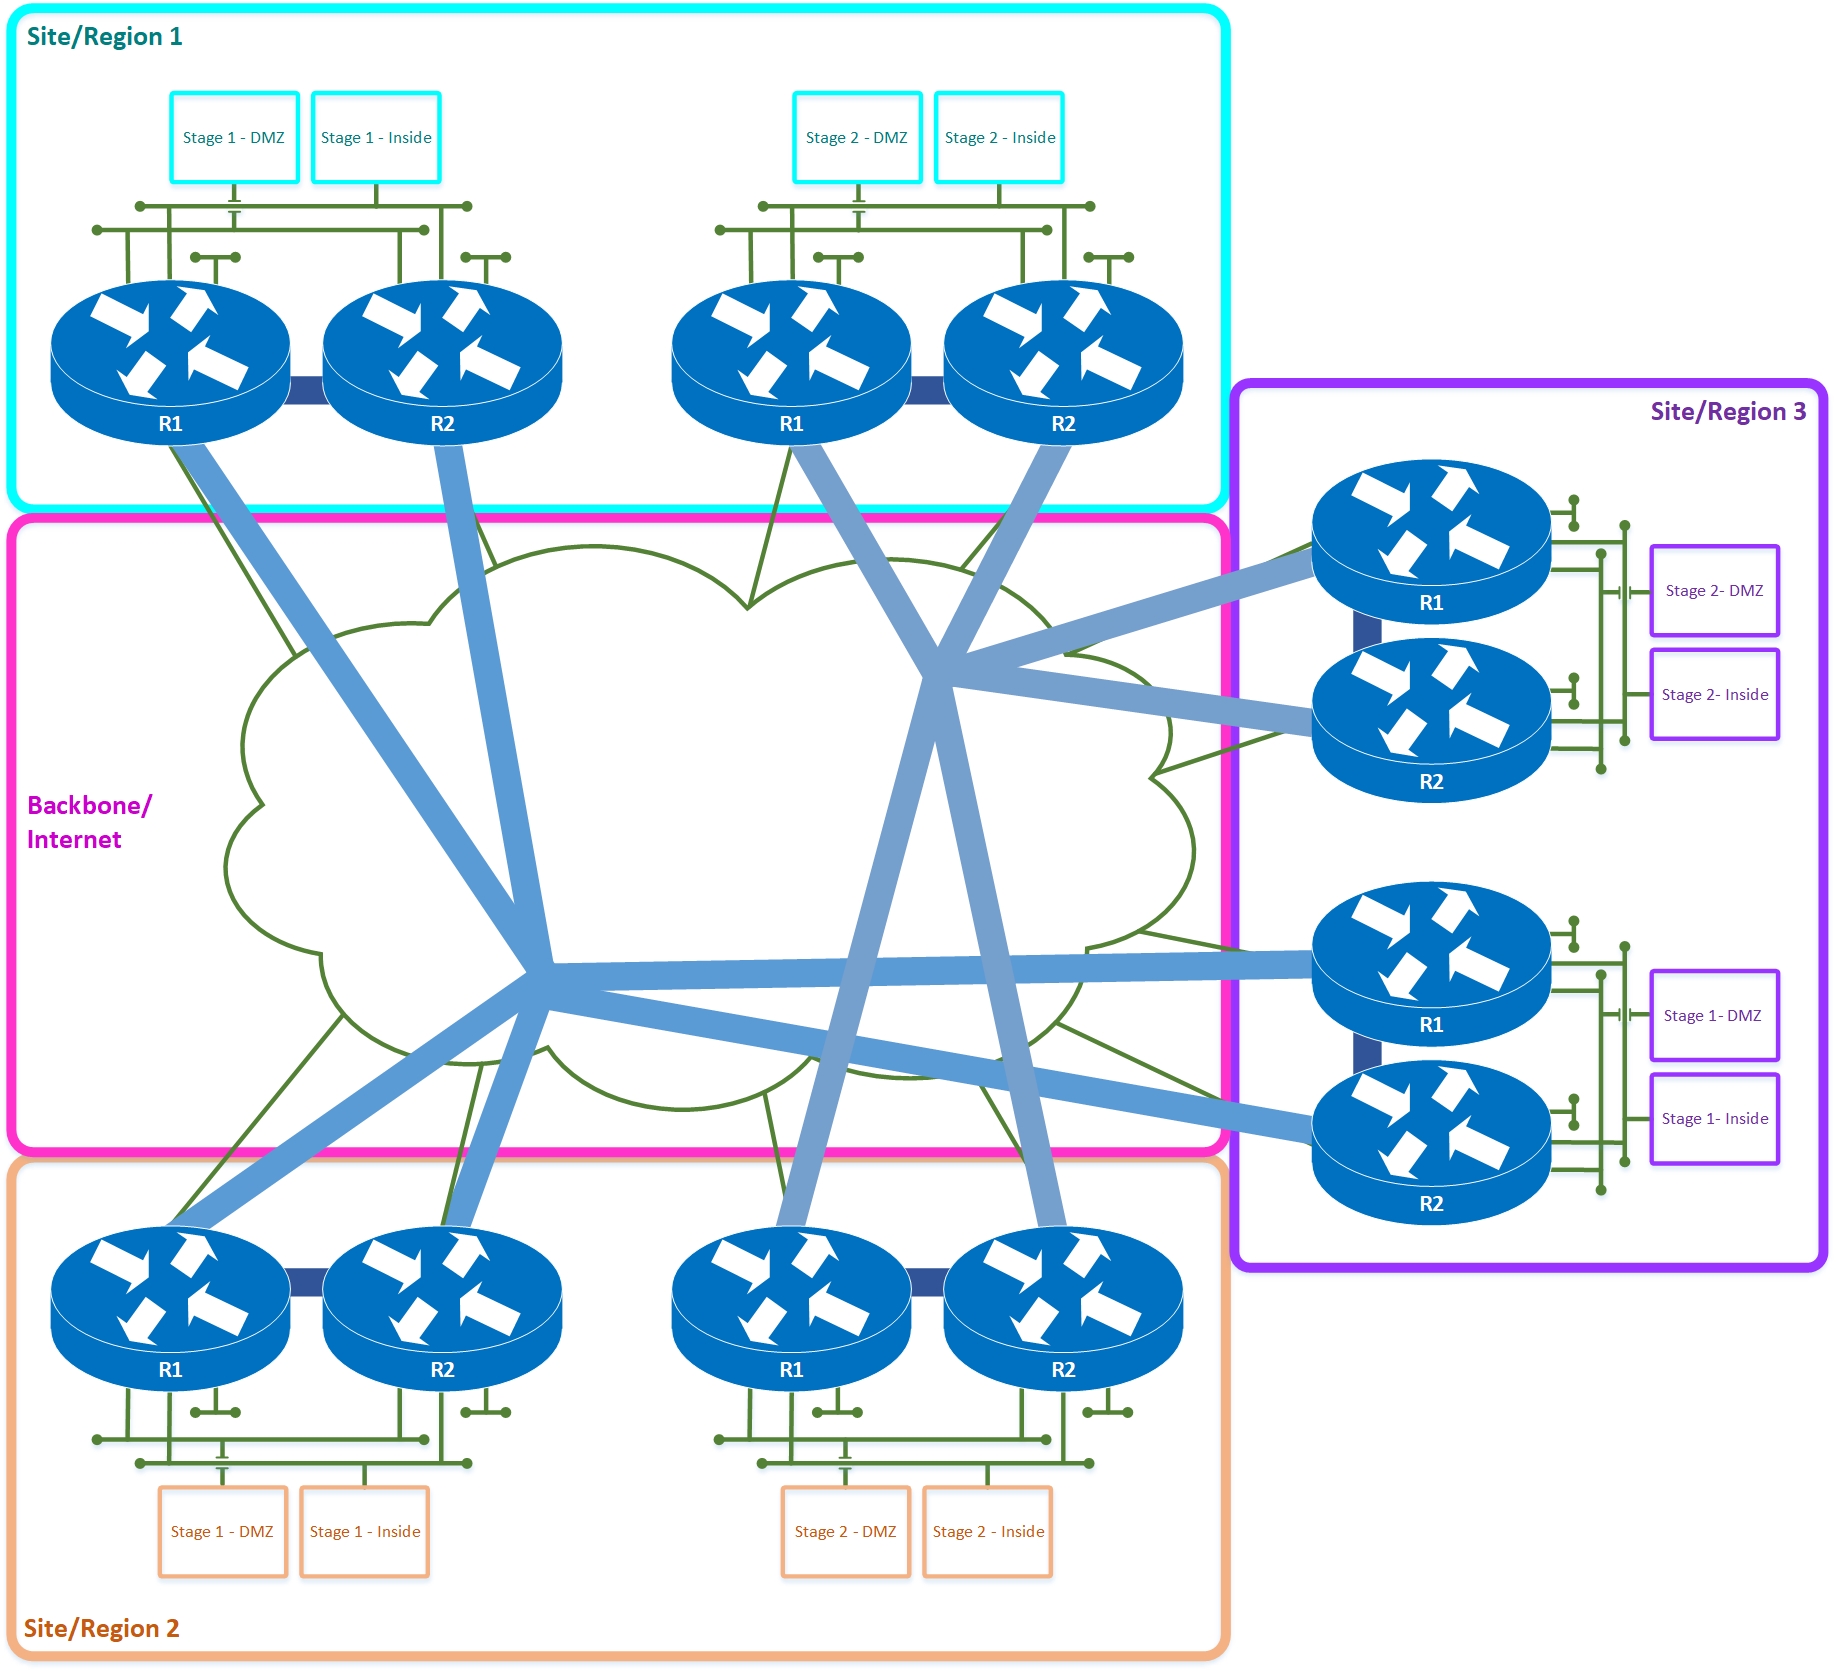 Site/Region 1
Stage 1 - DMZ
Stage 1 - Inside
Stage 2 - DMZ
Stage 2 - Inside
R1
R2
R1
R2
Site/Region 3
R1
Stage 2- DMZ
Stage 2- Inside
R2
Backbone/
Internet
R1
Stage 1- DMZ
Stage 1- Inside
R2
R1
R2
R1
R2
Stage 1 - DMZ
Stage 1 - Inside
Stage 2 - DMZ
Stage 2 - Inside
Site/Region 2